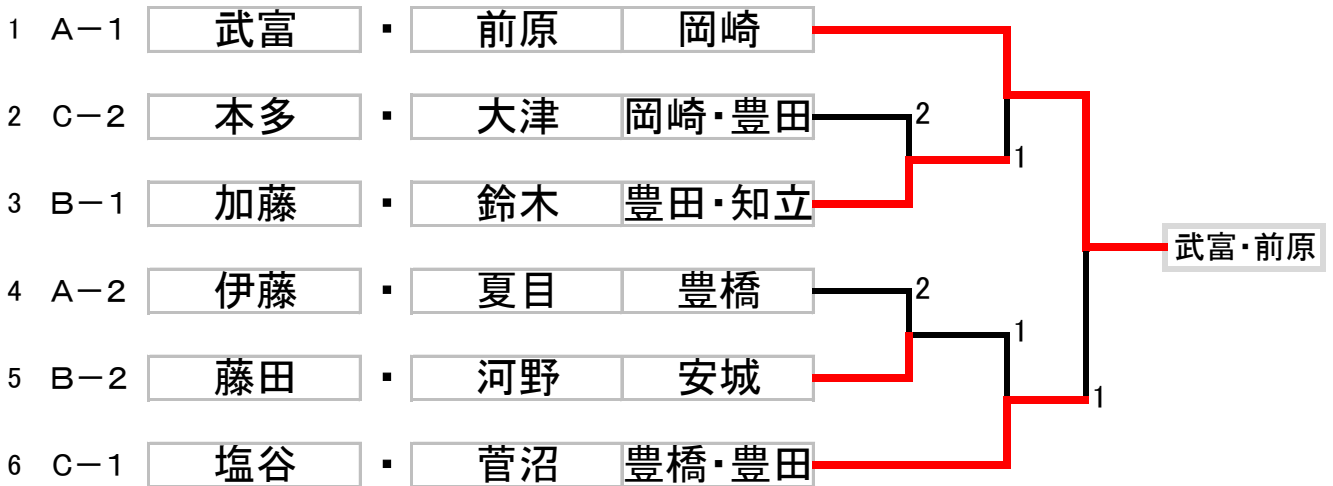 1 A－1 武富 ・ 前原 岡崎
2 C－2 本多 ・ 大津 岡崎・豊田 2
1
3 B－1 加藤 ・ 鈴木 豊田・知立
武富・前原
4 A－2 伊藤 ・ 夏目 豊橋 2
1
5 B－2 藤田 ・ 河野 安城
1
6 C－1 塩谷 ・ 菅沼 豊橋・豊田